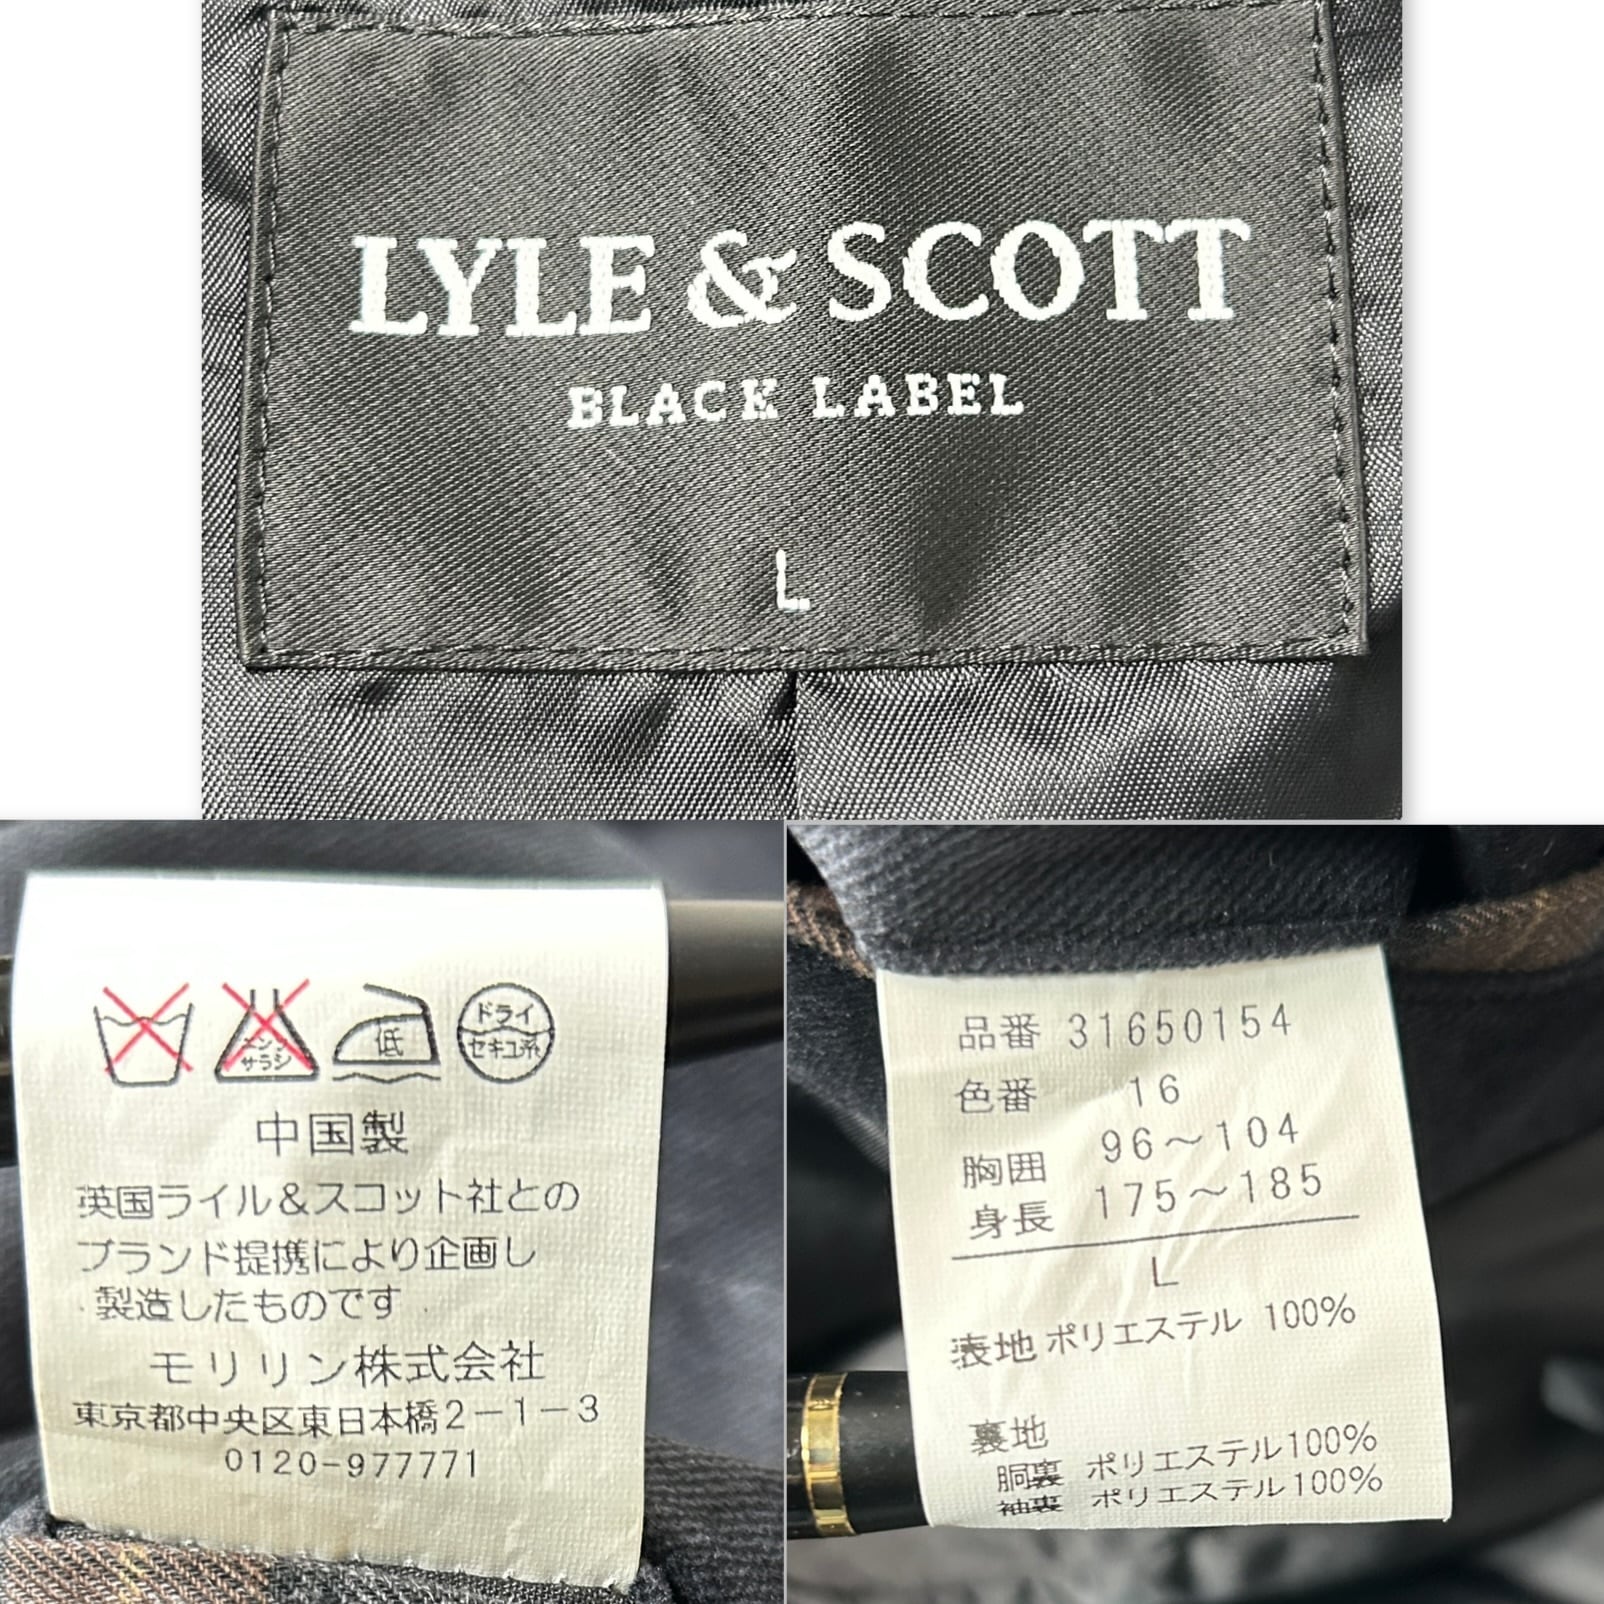 LYLE & SCOTT
BLACK LABEL
L
エンソ
サラシ
低
ドライ
セキユ系
中国製
英国ライル&スコット社との
ブランド提携により企画し
製造したものです
モリリン株式会社
東京都中央区東日本橋2-1-3
0120-977771
品番 31650154
色番 16
胸囲 96~104
身長 175~185
L
表地 ポリエステル 100%
裏地
胴裏 ポリエステル100%
袖裏 ポリエステル100%